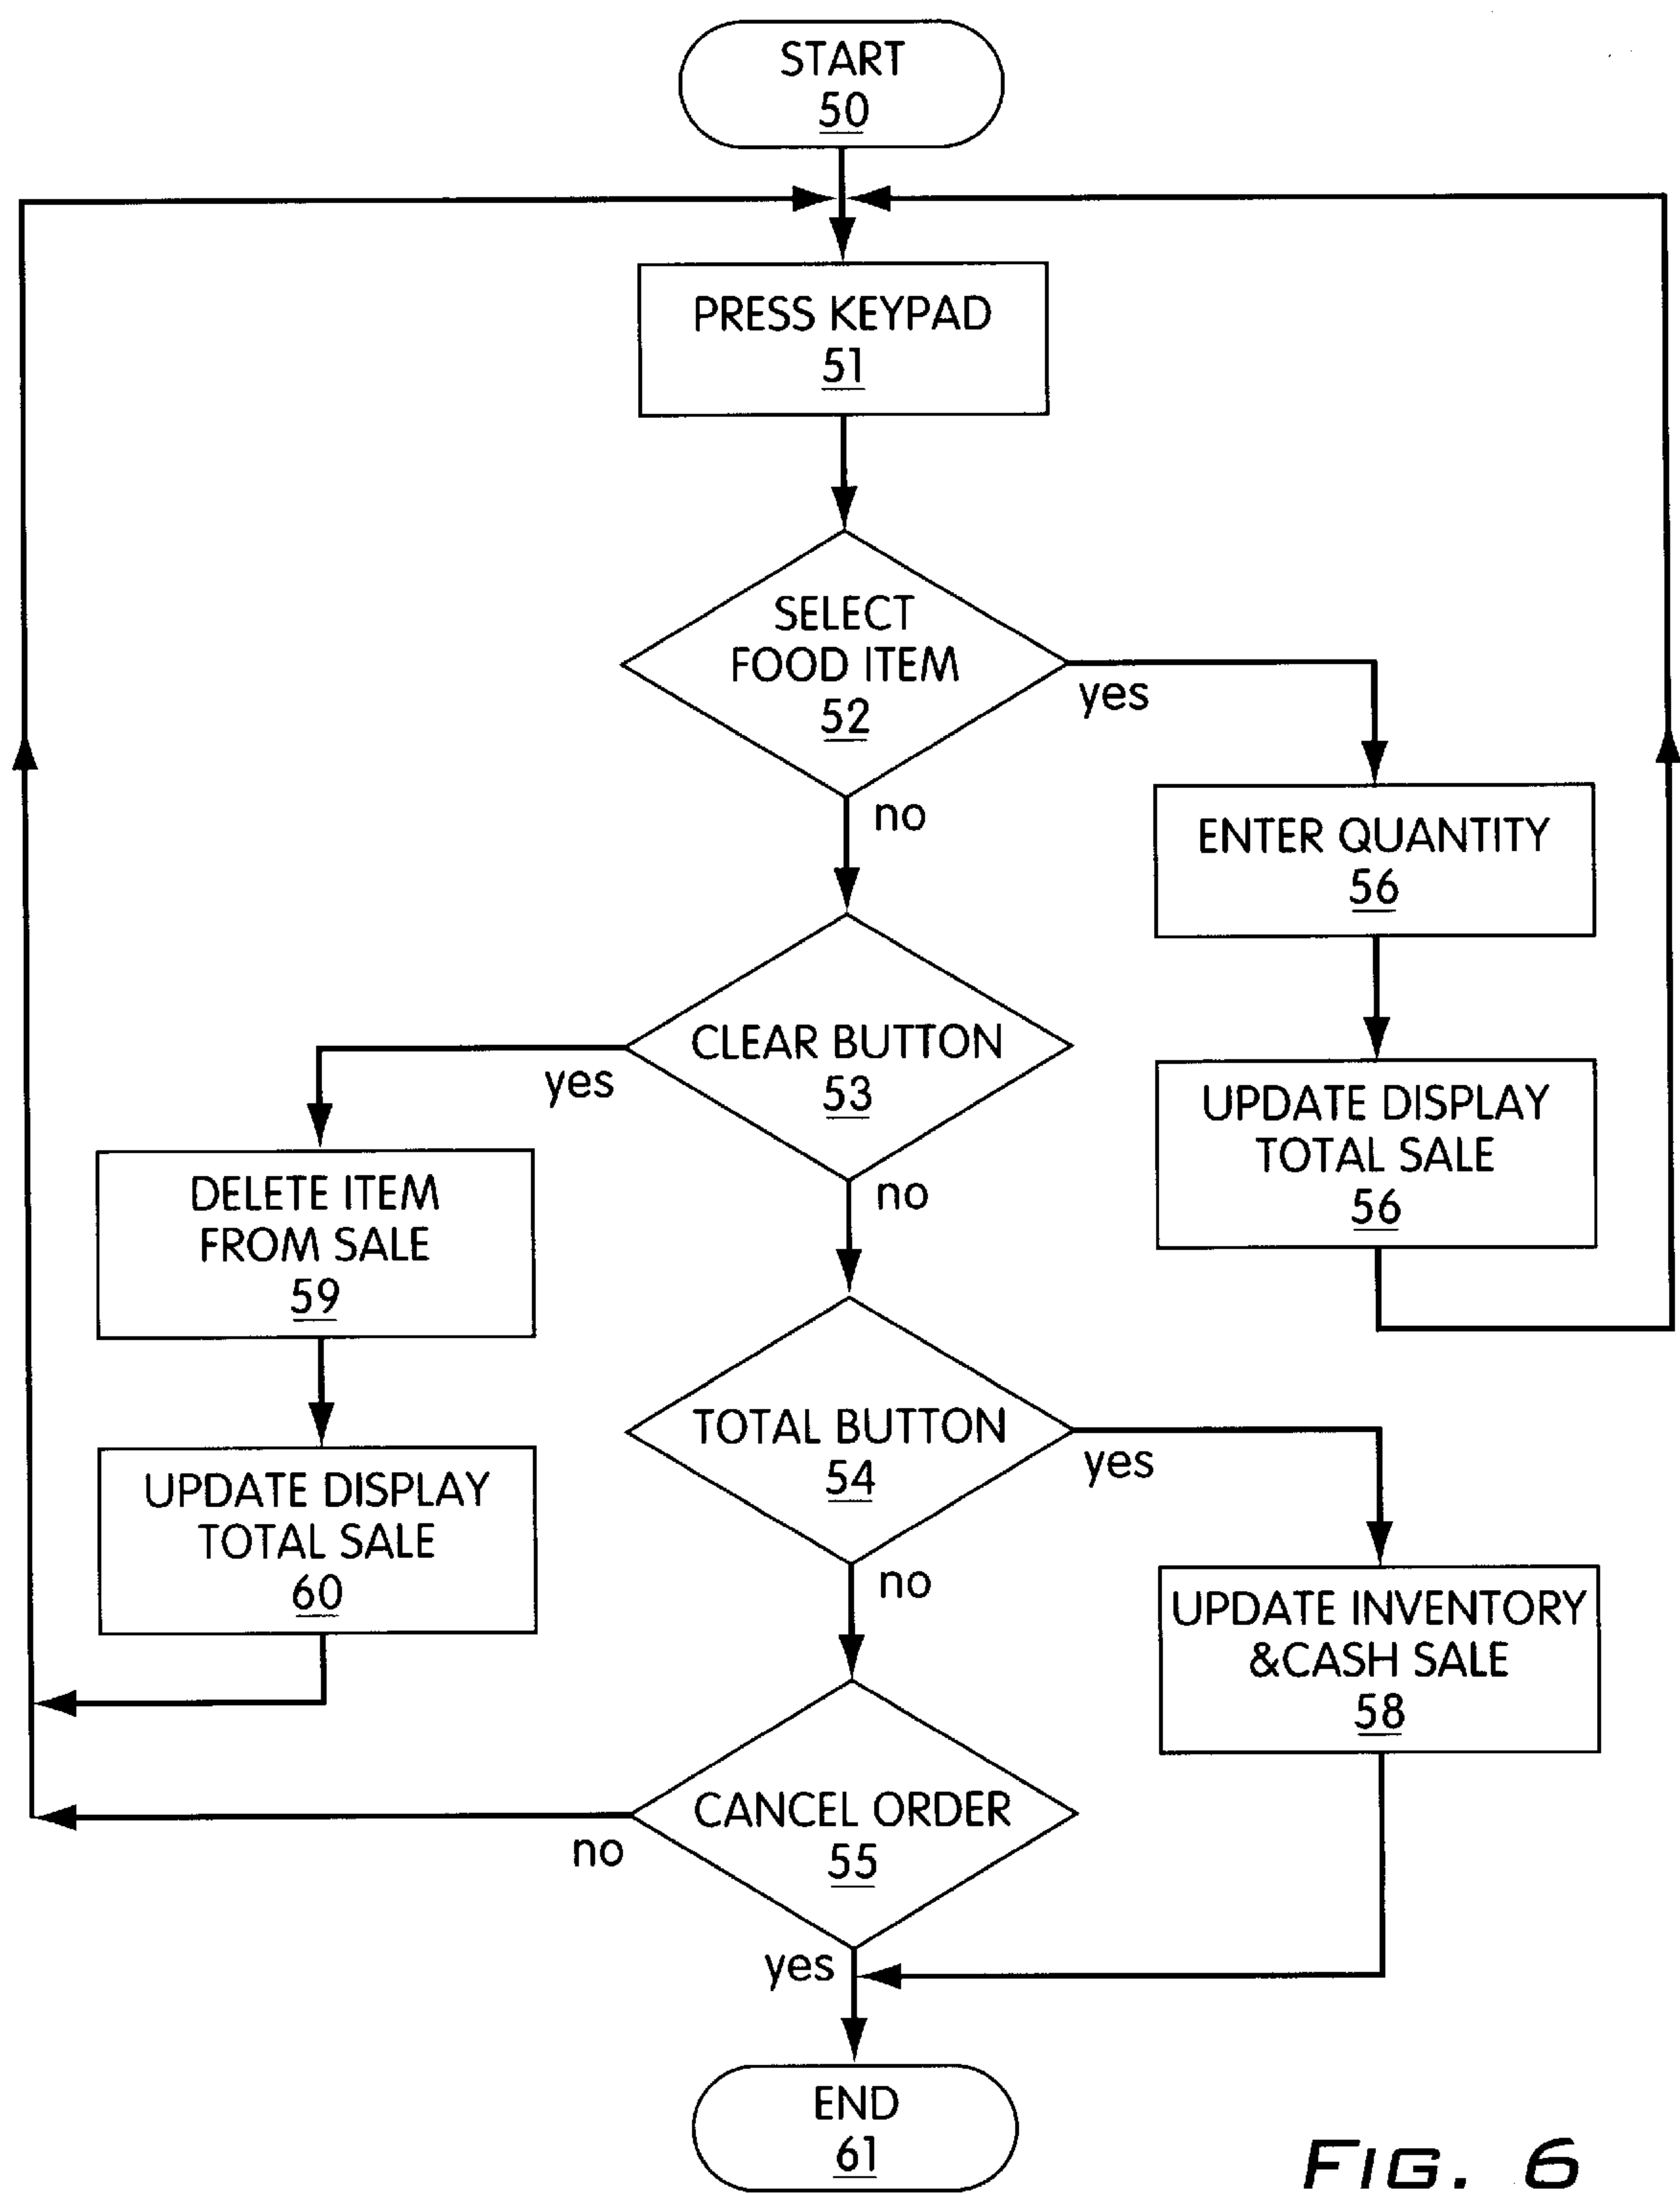 START
50
PRESS KEYPAD
51
SELECT
FOOD ITEM
52
yes
no
ENTER QUANTITY
56
CLEAR BUTTON
53
yes
no
UPDATE DISPLAY
TOTAL SALE
56
DELETE ITEM
FROM SALE
59
TOTAL BUTTON
54
yes
no
UPDATE DISPLAY
TOTAL SALE
60
UPDATE INVENTORY
&CASH SALE
58
CANCEL ORDER
55
no
yes
END
61
FIG. 6